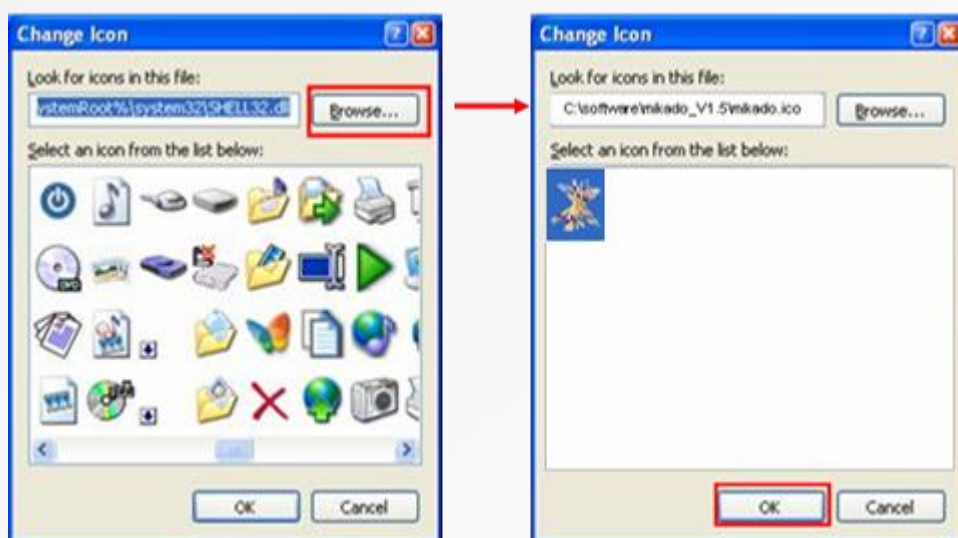 Change Icon
Look for icons in this file:
ystemRoot%\system32\SHELL32.dll
Browse...
Select an icon from the list below:
OK
Cancel
Change Icon
Look for icons in this file:
C:\software\mikado_V1.5\mikado.ico
Browse...
Select an icon from the list below:
OK
Cancel